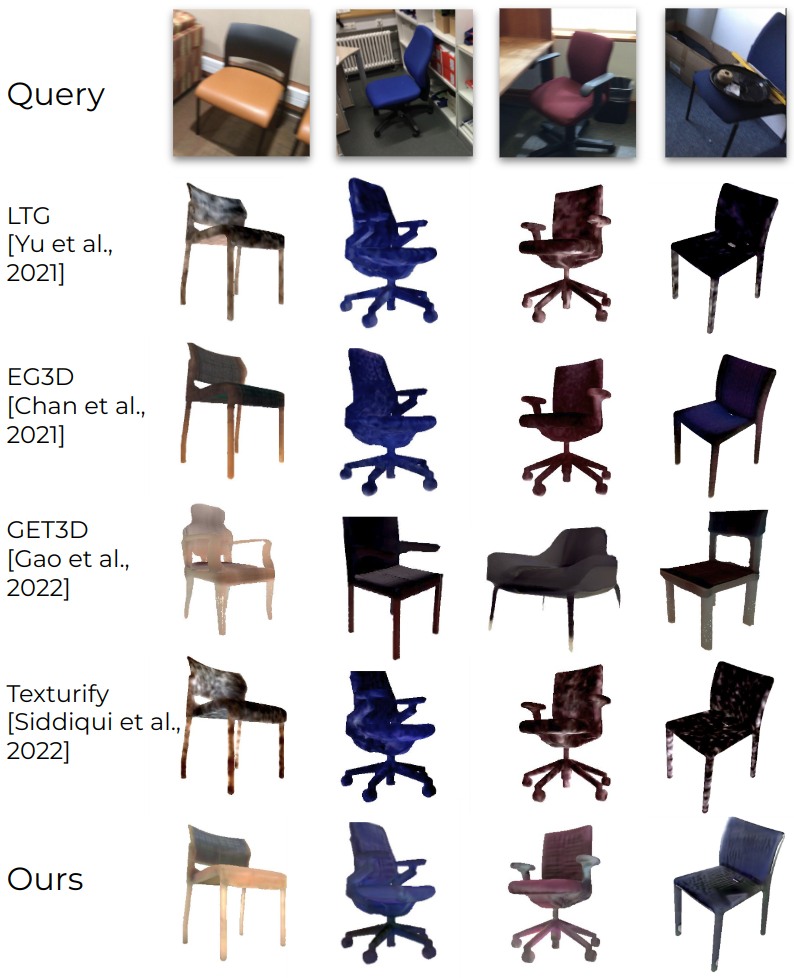 Query
LTG
[Yu et al.,
2021]
EG3D
[Chan et al.,
2021]
GET3D
[Gao et al.,
2022]
Texturify
[Siddiqui et al.,
2022]
Ours